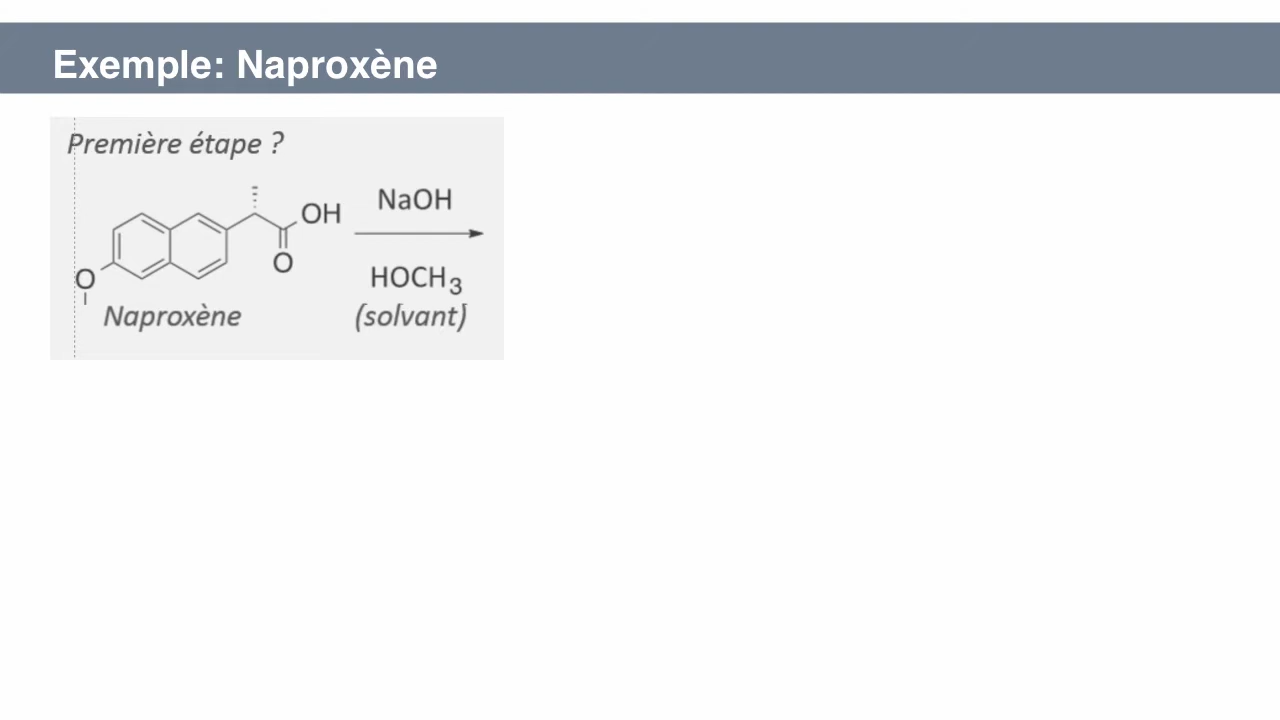 Exemple: Naproxène
Première étape ?
NaOH
OH
O
HOCH3
O
Naproxène
(solvant)